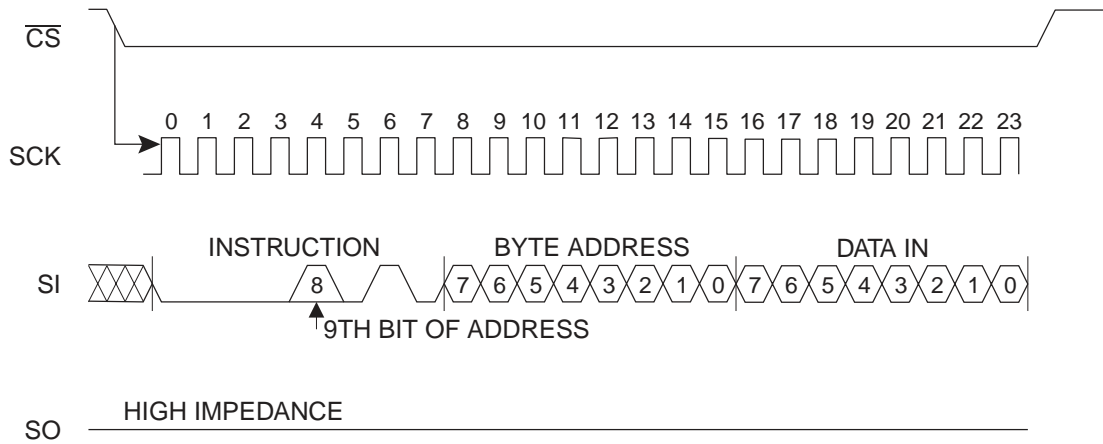 CS
0 1 2 3 4 5 6 7 8 9 10 11 12 13 14 15 16 17 18 19 20 21 22 23
SCK
INSTRUCTION BYTE ADDRESS DATA IN
SI 8 7 6 5 4 3 2 1 0 7 6 5 4 3 2 1 0
9TH BIT OF ADDRESS
HIGH IMPEDANCE
SO